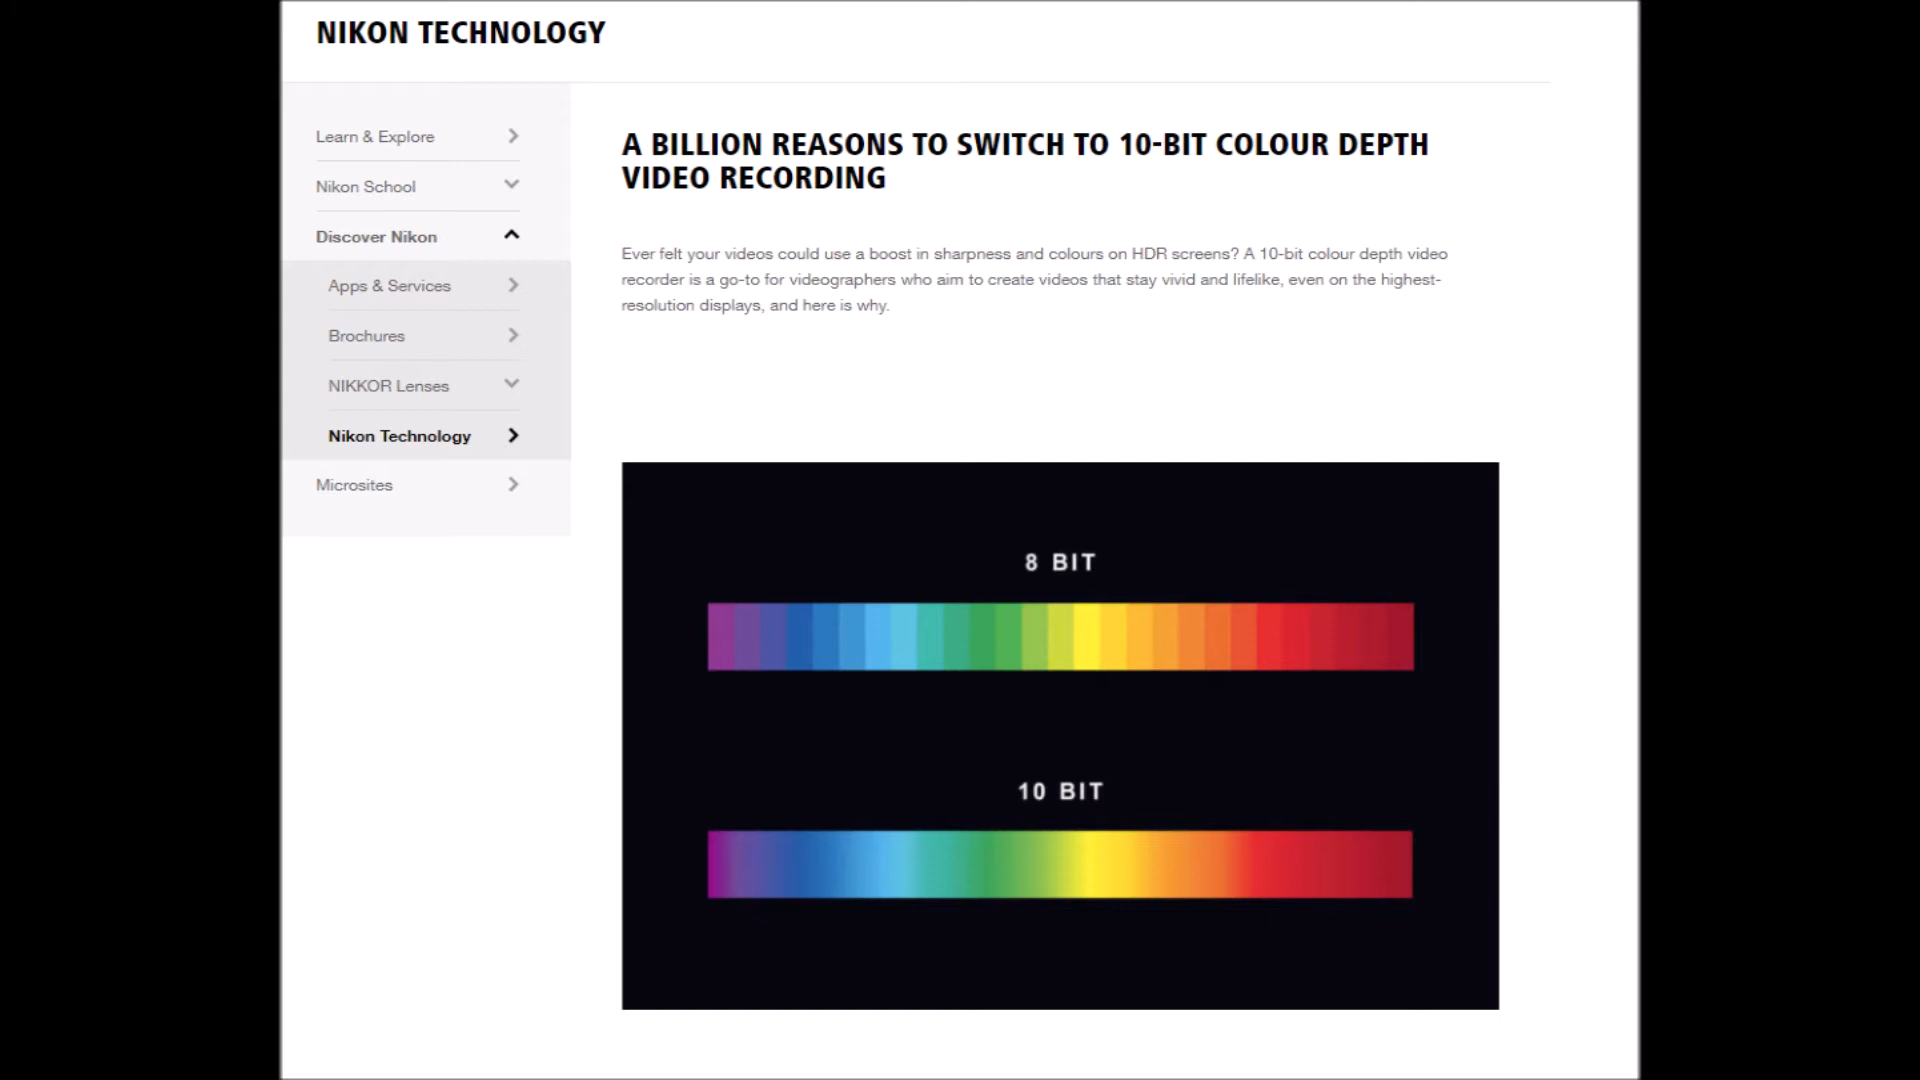 NIKON TECHNOLOGY
Learn & Explore
Nikon School
Discover Nikon
Apps & Services
Brochures
NIKKOR Lenses
Nikon Technology
Microsites
A BILLION REASONS TO SWITCH TO 10-BIT COLOUR DEPTH
VIDEO RECORDING
Ever felt your videos could use a boost in sharpness and colours on HDR screens? A 10-bit colour depth video
recorder is a go-to for videographers who aim to create videos that stay vivid and lifelike, even on the highest-
resolution displays, and here is why.
8 BIT
10 BIT